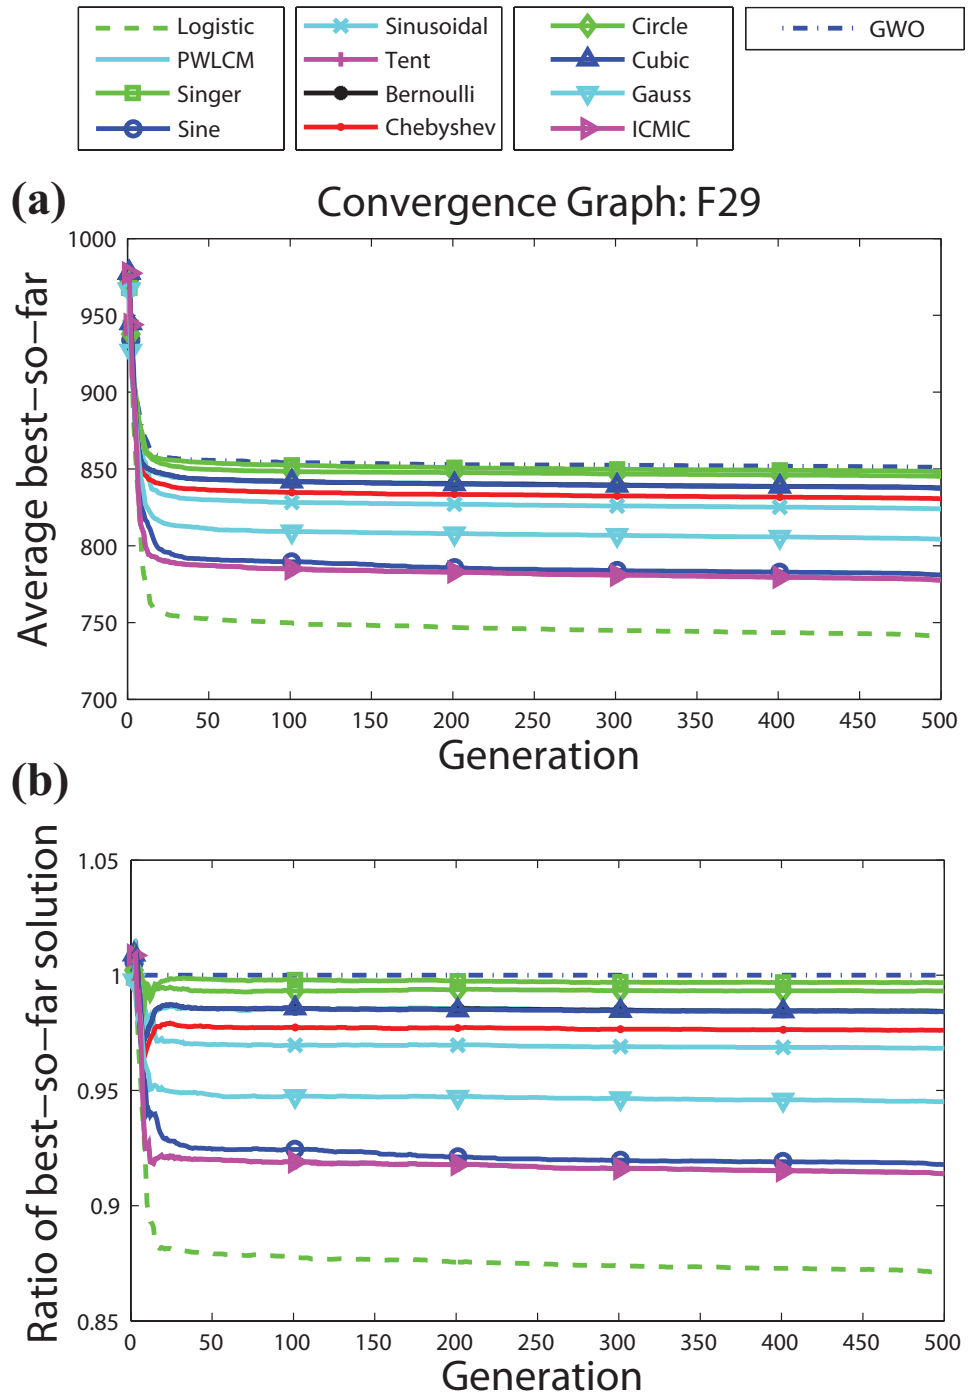 Logistic
PWLCM
Singer
Sine
Sinusoidal
Tent
Bernoulli
Chebyshev
Circle
Cubic
Gauss
ICMIC
GWO
(a)
Convergence Graph: F29
Average best−so−far
1000
950
900
850
800
750
700
0 50 100 150 200 250 300 350 400 450 500
Generation
(b)
Ratio of best−so−far solution
1.05
1
0.95
0.9
0.85
0 50 100 150 200 250 300 350 400 450 500
Generation